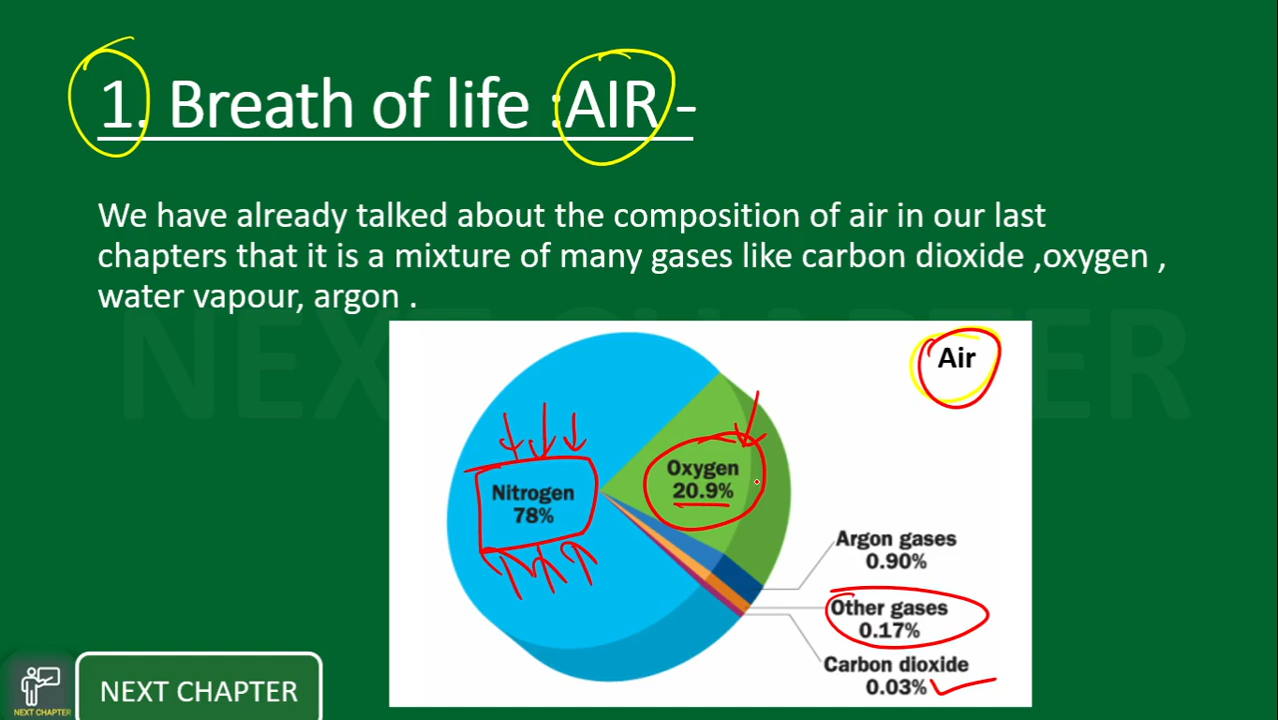 1. Breath of life :AIR -
We have already talked about the composition of air in our last
chapters that it is a mixture of many gases like carbon dioxide ,oxygen ,
water vapour, argon .
NEXT CHAPTER
Air
Oxygen
20.9%
Nitrogen
78%
Argon gases
0.90%
Other gases
0.17%
Carbon dioxide
0.03%
NEXT CHAPTER
NEXT CHAPTER